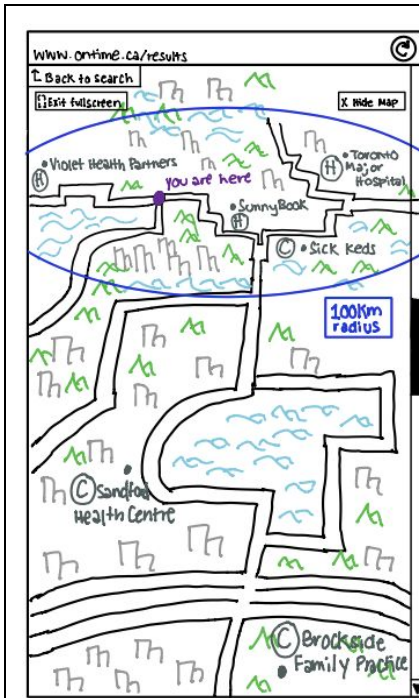 www.ontime.ca/results
Back to search
Exit fullscreen
X Hide Map
Violet Health Partners
H
You are here
Toronto
Major
Hospital
H
SunnyBook
H
C
Sick Keds
100Km
radius
C
Sandford
Health Centre
C
Brockside
Family Practice